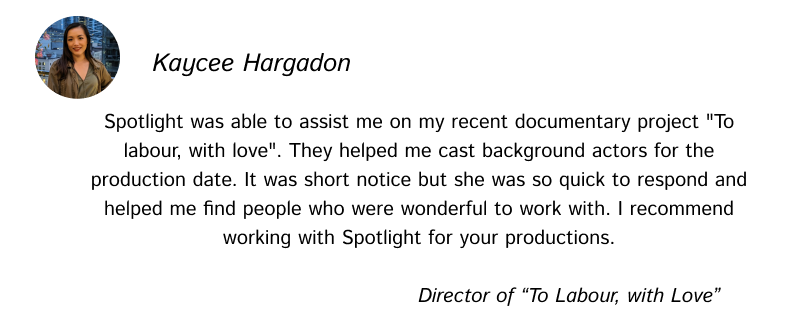 Kaycee Hargadon
Spotlight was able to assist me on my recent documentary project "To
labour, with love". They helped me cast background actors for the
production date. It was short notice but she was so quick to respond and
helped me find people who were wonderful to work with. I recommend
working with Spotlight for your productions.
Director of “To Labour, with Love”